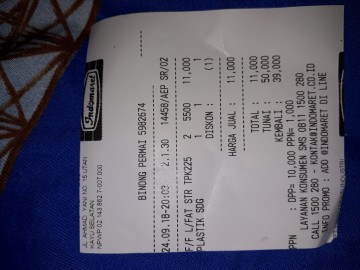 Indomaret
JL. AHMAD YANI NO 15 UTAN
KAYU SELATAN
NPWP 02.143.862.7-007.000
BINONG PERMAI 5982674
24.09.18-20:03 2.1.30 1445B/AEP SR/02
F/F L/FAT STR TPK225 2 5500 11,000
PLASTIK SDG 1 1
DISKON : (1)
HARGA JUAL : 11,000
TOTAL : 11,000
TUNAI : 50,000
KEMBALI : 39,000
PPN : DPP= 10,000 PPN= 1,000
LAYANAN KONSUMEN SMS 0811 1500 280
CALL 1500 280 - KONTAK@INDOMARET.CO.ID
INFO PROMO : ADD @INDOMARET DI LINE